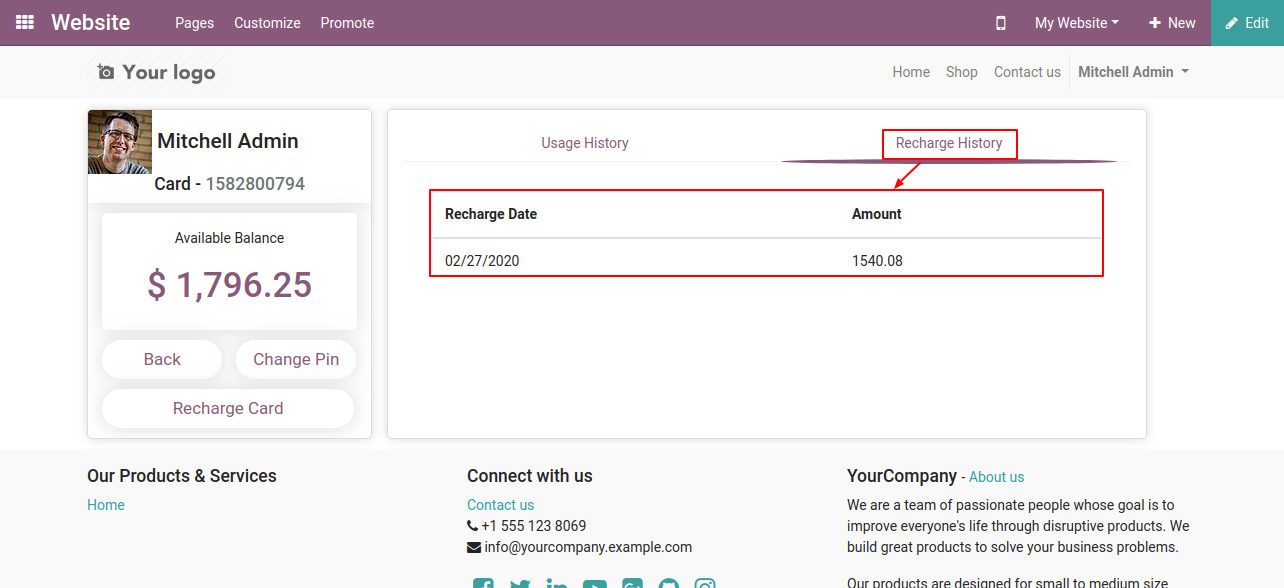 Website Pages Customize Promote My Website New Edit
Your logo Home Shop Contact us Mitchell Admin
Mitchell Admin
Card - 1582800794
Available Balance
$ 1,796.25
Back Change Pin
Recharge Card
Usage History Recharge History
Recharge Date Amount
02/27/2020 1540.08
Our Products & Services
Home
Connect with us
Contact us
+1 555 123 8069
info@yourcompany.example.com
YourCompany - About us
We are a team of passionate people whose goal is to
improve everyone's life through disruptive products. We
build great products to solve your business problems.
Our products are designed for small to medium size